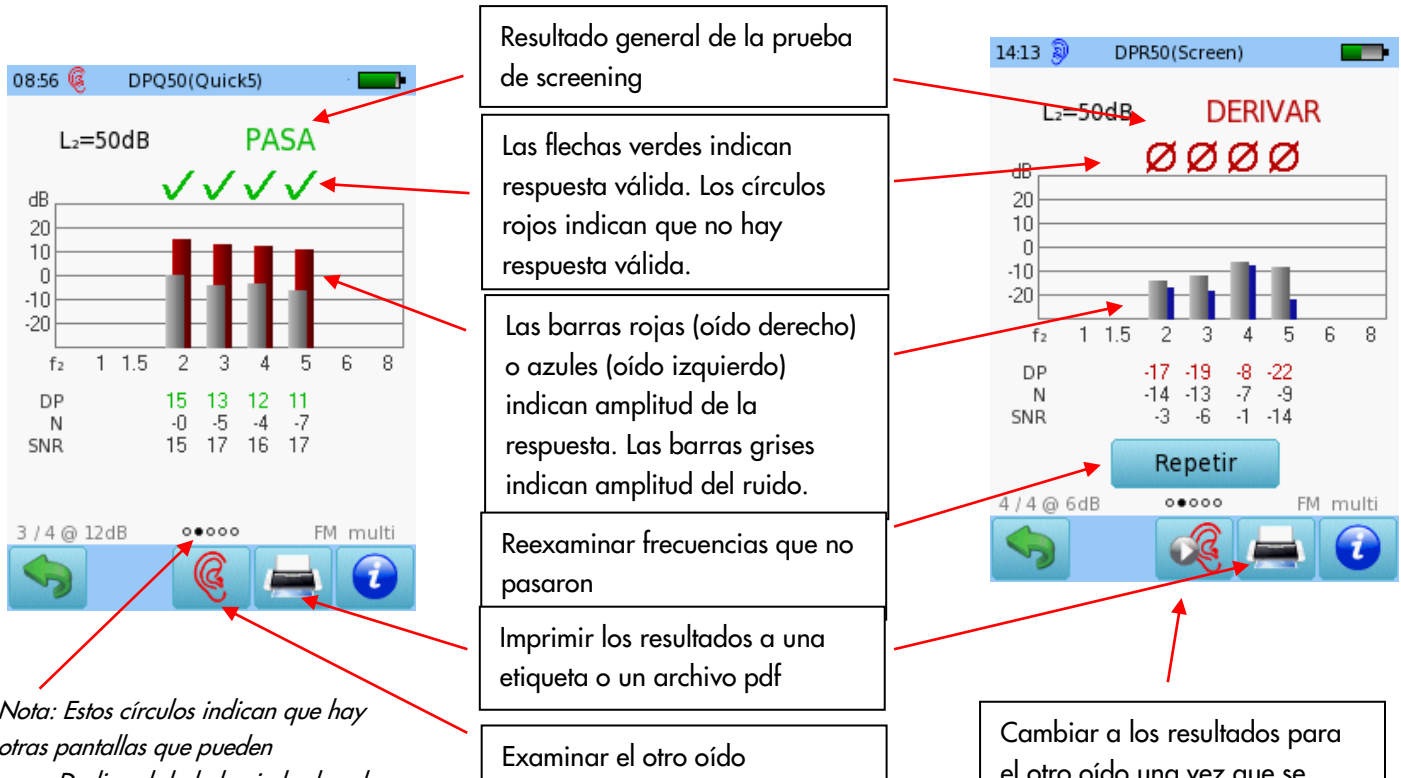 08:56 DPQ50(Quick5)
L₂=50dB PASA
dB
20
10
0
-10
-20
f₂ 1 1.5 2 3 4 5 6 8
DP 15 13 12 11
N -0 -5 -4 -7
SNR 15 17 16 17
3 / 4 @ 12dB FM multi
Nota: Estos círculos indican que hay
otras pantallas que pueden
Resultado general de la prueba
de screening
Las flechas verdes indican
respuesta válida. Los círculos
rojos indican que no hay
respuesta válida.
Las barras rojas (oído derecho)
o azules (oído izquierdo)
indican amplitud de la
respuesta. Las barras grises
indican amplitud del ruido.
Reexaminar frecuencias que no
pasaron
Imprimir los resultados a una
etiqueta o un archivo pdf
Examinar el otro oído
14:13 DPR50(Screen)
L₂=50dB DERIVAR
dB
20
10
0
-10
-20
f₂ 1 1.5 2 3 4 5 6 8
DP -17 -19 -8 -22
N -14 -13 -7 -9
SNR -3 -6 -1 -14
Repetir
4 / 4 @ 6dB FM multi
Cambiar a los resultados para
el otro oído una vez que se